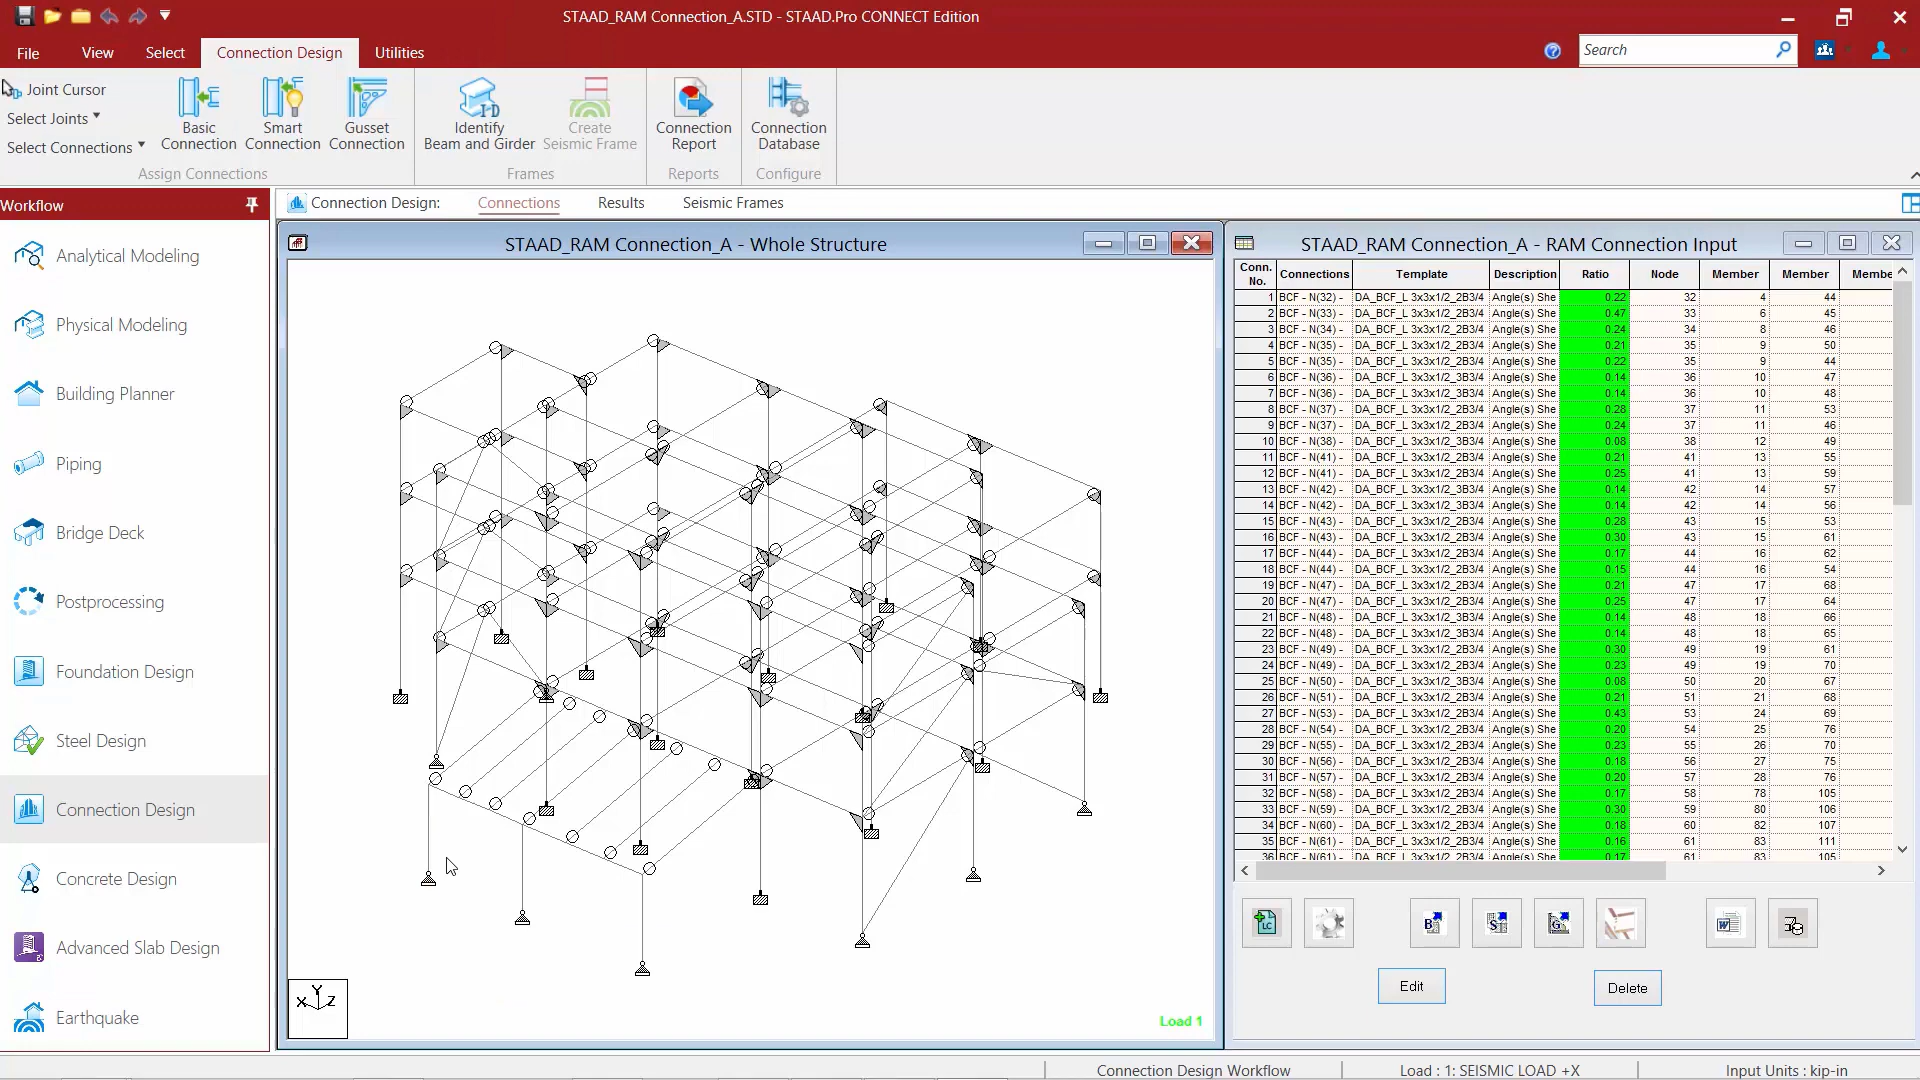 STAAD_RAM Connection_A.STD - STAAD.Pro CONNECT Edition
File View Select Connection Design Utilities
Search
Joint Cursor
Select Joints
Select Connections
Basic Connection
Smart Connection
Gusset Connection
Assign Connections
Identify Beam and Girder
Create Seismic Frame
Frames
Connection Report
Reports
Connection Database
Configure
Workflow
Analytical Modeling
Physical Modeling
Building Planner
Piping
Bridge Deck
Postprocessing
Foundation Design
Steel Design
Connection Design
Concrete Design
Advanced Slab Design
Earthquake
Connection Design: Connections Results Seismic Frames
STAAD_RAM Connection_A - Whole Structure
Y
X Z
Load 1
STAAD_RAM Connection_A - RAM Connection Input
Conn. No. Connections Template Description Ratio Node Member Member Membe
1 BCF - N(32) - DA_BCF_L 3x3x1/2_2B3/4 Angle(s) She 0.22 32 4 44
2 BCF - N(33) - DA_BCF_L 3x3x1/2_2B3/4 Angle(s) She 0.47 33 6 45
3 BCF - N(34) - DA_BCF_L 3x3x1/2_2B3/4 Angle(s) She 0.24 34 8 46
4 BCF - N(35) - DA_BCF_L 3x3x1/2_2B3/4 Angle(s) She 0.21 35 9 50
5 BCF - N(35) - DA_BCF_L 3x3x1/2_2B3/4 Angle(s) She 0.22 35 9 44
6 BCF - N(36) - DA_BCF_L 3x3x1/2_3B3/4 Angle(s) She 0.14 36 10 47
7 BCF - N(36) - DA_BCF_L 3x3x1/2_3B3/4 Angle(s) She 0.14 36 10 48
8 BCF - N(37) - DA_BCF_L 3x3x1/2_2B3/4 Angle(s) She 0.28 37 11 53
9 BCF - N(37) - DA_BCF_L 3x3x1/2_2B3/4 Angle(s) She 0.24 37 11 46
10 BCF - N(38) - DA_BCF_L 3x3x1/2_3B3/4 Angle(s) She 0.08 38 12 49
11 BCF - N(41) - DA_BCF_L 3x3x1/2_2B3/4 Angle(s) She 0.21 41 13 55
12 BCF - N(41) - DA_BCF_L 3x3x1/2_2B3/4 Angle(s) She 0.25 41 13 59
13 BCF - N(42) - DA_BCF_L 3x3x1/2_3B3/4 Angle(s) She 0.14 42 14 57
14 BCF - N(42) - DA_BCF_L 3x3x1/2_3B3/4 Angle(s) She 0.14 42 14 56
15 BCF - N(43) - DA_BCF_L 3x3x1/2_2B3/4 Angle(s) She 0.28 43 15 53
16 BCF - N(43) - DA_BCF_L 3x3x1/2_2B3/4 Angle(s) She 0.30 43 15 61
17 BCF - N(44) - DA_BCF_L 3x3x1/2_2B3/4 Angle(s) She 0.17 44 16 62
18 BCF - N(44) - DA_BCF_L 3x3x1/2_2B3/4 Angle(s) She 0.15 44 16 54
19 BCF - N(47) - DA_BCF_L 3x3x1/2_2B3/4 Angle(s) She 0.21 47 17 68
20 BCF - N(47) - DA_BCF_L 3x3x1/2_2B3/4 Angle(s) She 0.25 47 17 64
21 BCF - N(48) - DA_BCF_L 3x3x1/2_3B3/4 Angle(s) She 0.14 48 18 66
22 BCF - N(48) - DA_BCF_L 3x3x1/2_3B3/4 Angle(s) She 0.14 48 18 65
23 BCF - N(49) - DA_BCF_L 3x3x1/2_2B3/4 Angle(s) She 0.30 49 19 61
24 BCF - N(49) - DA_BCF_L 3x3x1/2_2B3/4 Angle(s) She 0.23 49 19 70
25 BCF - N(50) - DA_BCF_L 3x3x1/2_3B3/4 Angle(s) She 0.08 50 20 67
26 BCF - N(51) - DA_BCF_L 3x3x1/2_2B3/4 Angle(s) She 0.21 51 21 68
27 BCF - N(53) - DA_BCF_L 3x3x1/2_2B3/4 Angle(s) She 0.43 53 24 69
28 BCF - N(54) - DA_BCF_L 3x3x1/2_2B3/4 Angle(s) She 0.20 54 25 76
29 BCF - N(55) - DA_BCF_L 3x3x1/2_2B3/4 Angle(s) She 0.23 55 26 70
30 BCF - N(56) - DA_BCF_L 3x3x1/2_2B3/4 Angle(s) She 0.18 56 27 75
31 BCF - N(57) - DA_BCF_L 3x3x1/2_2B3/4 Angle(s) She 0.20 57 28 76
32 BCF - N(58) - DA_BCF_L 3x3x1/2_2B3/4 Angle(s) She 0.17 58 78 105
33 BCF - N(59) - DA_BCF_L 3x3x1/2_2B3/4 Angle(s) She 0.30 59 80 106
34 BCF - N(60) - DA_BCF_L 3x3x1/2_2B3/4 Angle(s) She 0.18 60 82 107
35 BCF - N(61) - DA_BCF_L 3x3x1/2_2B3/4 Angle(s) She 0.16 61 83 111
36 BCF - N(61) - DA_BCF_L 3x3x1/2_2B3/4 Angle(s) She 0.17 61 83 105
LC B S G W
Edit Delete
Connection Design Workflow Load : 1: SEISMIC LOAD +X Input Units : kip-in